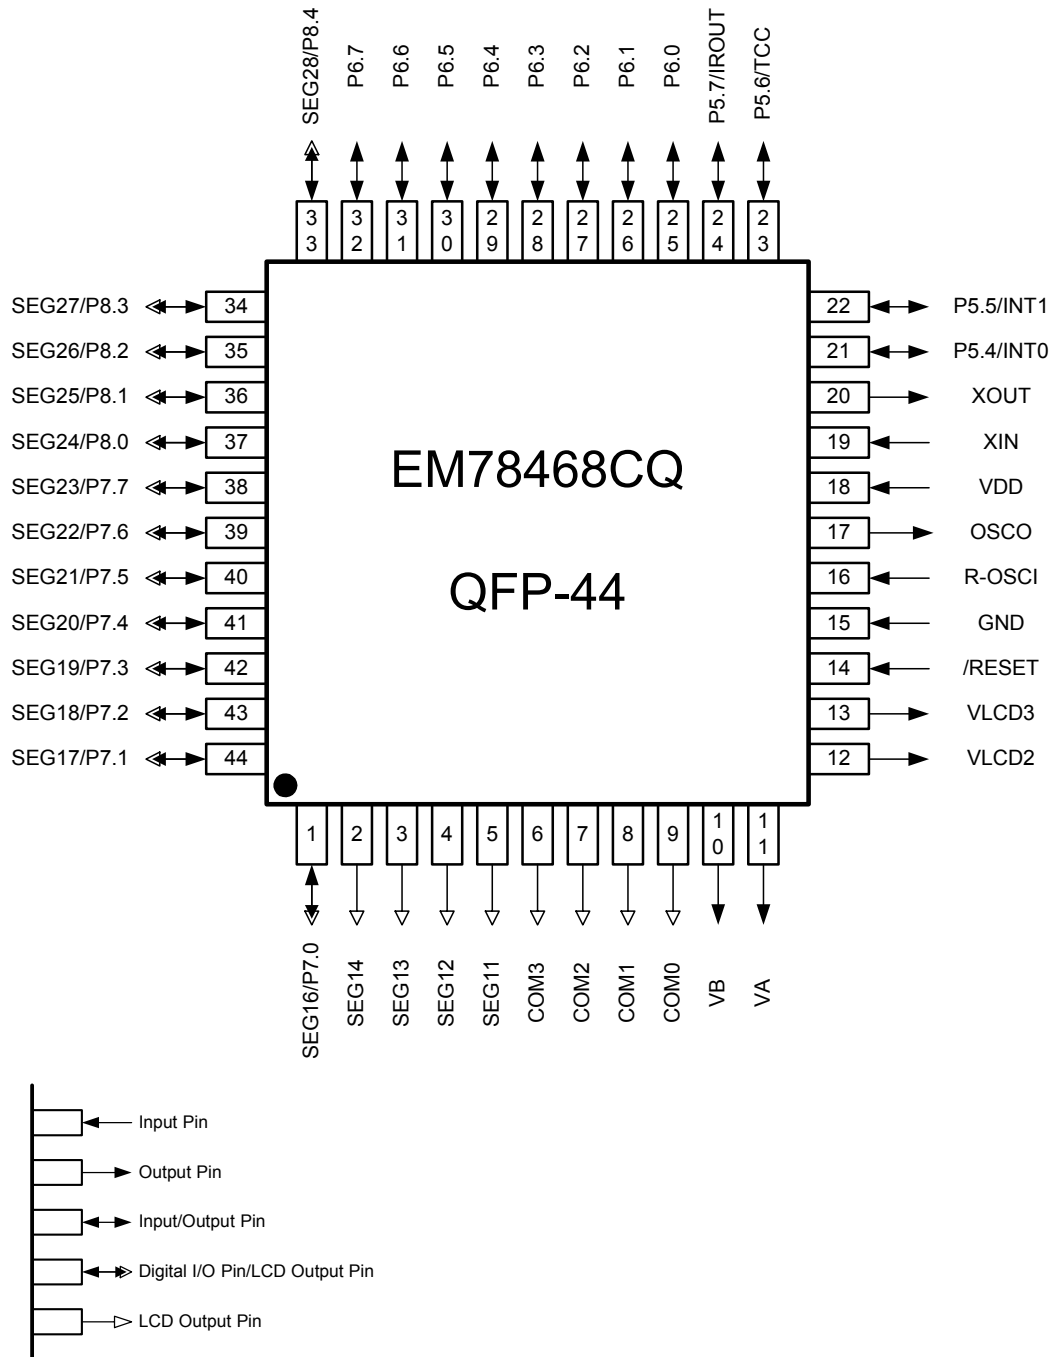 SEG28/P8.4
P6.7
P6.6
P6.5
P6.4
P6.3
P6.2
P6.1
P6.0
P5.7/IROUT
P5.6/TCC
33
32
31
30
29
28
27
26
25
24
23
SEG27/P8.3 34
SEG26/P8.2 35
SEG25/P8.1 36
SEG24/P8.0 37
SEG23/P7.7 38
SEG22/P7.6 39
SEG21/P7.5 40
SEG20/P7.4 41
SEG19/P7.3 42
SEG18/P7.2 43
SEG17/P7.1 44
EM78468CQ
QFP-44
22 P5.5/INT1
21 P5.4/INT0
20 XOUT
19 XIN
18 VDD
17 OSCO
16 R-OSCI
15 GND
14 /RESET
13 VLCD3
12 VLCD2
1
2
3
4
5
6
7
8
9
10
11
SEG16/P7.0
SEG14
SEG13
SEG12
SEG11
COM3
COM2
COM1
COM0
VB
VA
Input Pin
Output Pin
Input/Output Pin
Digital I/O Pin/LCD Output Pin
LCD Output Pin